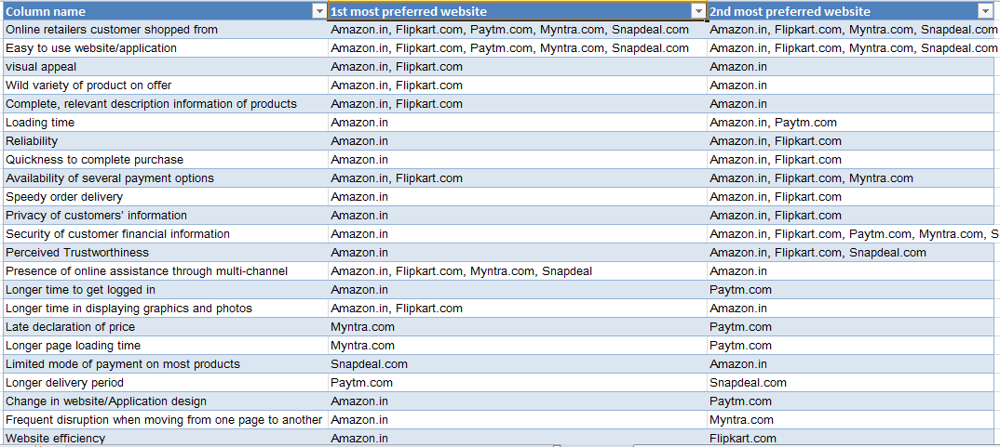 Column name 1st most preferred website 2nd most preferred website
Online retailers customer shopped from Amazon.in, Flipkart.com, Paytm.com, Myntra.com, Snapdeal.com Amazon.in, Flipkart.com, Myntra.com, Snapdeal.com
Easy to use website/application Amazon.in, Flipkart.com, Paytm.com, Myntra.com, Snapdeal.com Amazon.in, Flipkart.com, Myntra.com, Snapdeal.com
visual appeal Amazon.in, Flipkart.com Amazon.in
Wild variety of product on offer Amazon.in, Flipkart.com Amazon.in
Complete, relevant description information of products Amazon.in, Flipkart.com Amazon.in
Loading time Amazon.in Amazon.in, Paytm.com
Reliability Amazon.in Amazon.in, Flipkart.com
Quickness to complete purchase Amazon.in Amazon.in, Flipkart.com
Availability of several payment options Amazon.in, Flipkart.com Amazon.in, Flipkart.com, Myntra.com
Speedy order delivery Amazon.in Amazon.in, Flipkart.com
Privacy of customers' information Amazon.in Amazon.in, Flipkart.com
Security of customer financial information Amazon.in Amazon.in, Flipkart.com, Paytm.com, Myntra.com, S
Perceived Trustworthiness Amazon.in Amazon.in, Flipkart.com, Snapdeal.com
Presence of online assistance through multi-channel Amazon.in, Flipkart.com, Myntra.com, Snapdeal Amazon.in
Longer time to get logged in Amazon.in Paytm.com
Longer time in displaying graphics and photos Amazon.in, Flipkart.com Amazon.in
Late declaration of price Myntra.com Paytm.com
Longer page loading time Myntra.com Paytm.com
Limited mode of payment on most products Snapdeal.com Amazon.in
Longer delivery period Paytm.com Snapdeal.com
Change in website/Application design Amazon.in Paytm.com
Frequent disruption when moving from one page to another Amazon.in Myntra.com
Website efficiency Amazon.in Flipkart.com